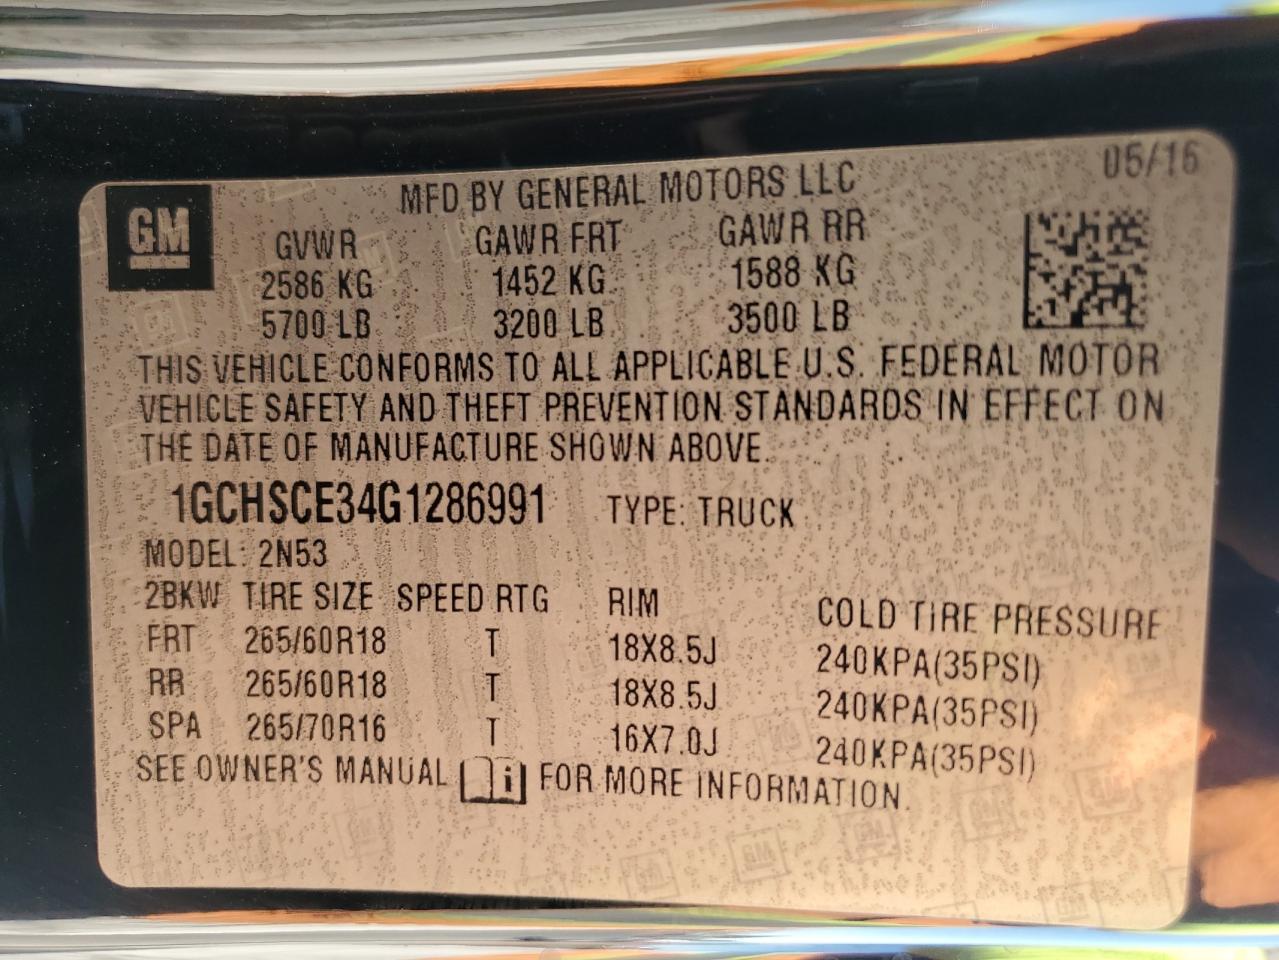 05/16
GM
MFD BY GENERAL MOTORS LLC
GVWR GAWR FRT GAWR RR
2586 KG 1452 KG 1588 KG
5700 LB 3200 LB 3500 LB
THIS VEHICLE CONFORMS TO ALL APPLICABLE U.S. FEDERAL MOTOR
VEHICLE SAFETY AND THEFT PREVENTION STANDARDS IN EFFECT ON
THE DATE OF MANUFACTURE SHOWN ABOVE.
1GCHSCE34G1286991 TYPE: TRUCK
MODEL: 2N53
2BKW TIRE SIZE SPEED RTG RIM COLD TIRE PRESSURE
FRT 265/60R18 T 18X8.5J 240KPA(35PSI)
RR 265/60R18 T 18X8.5J 240KPA(35PSI)
SPA 265/70R16 T 16X7.0J 240KPA(35PSI)
SEE OWNER'S MANUAL i FOR MORE INFORMATION.